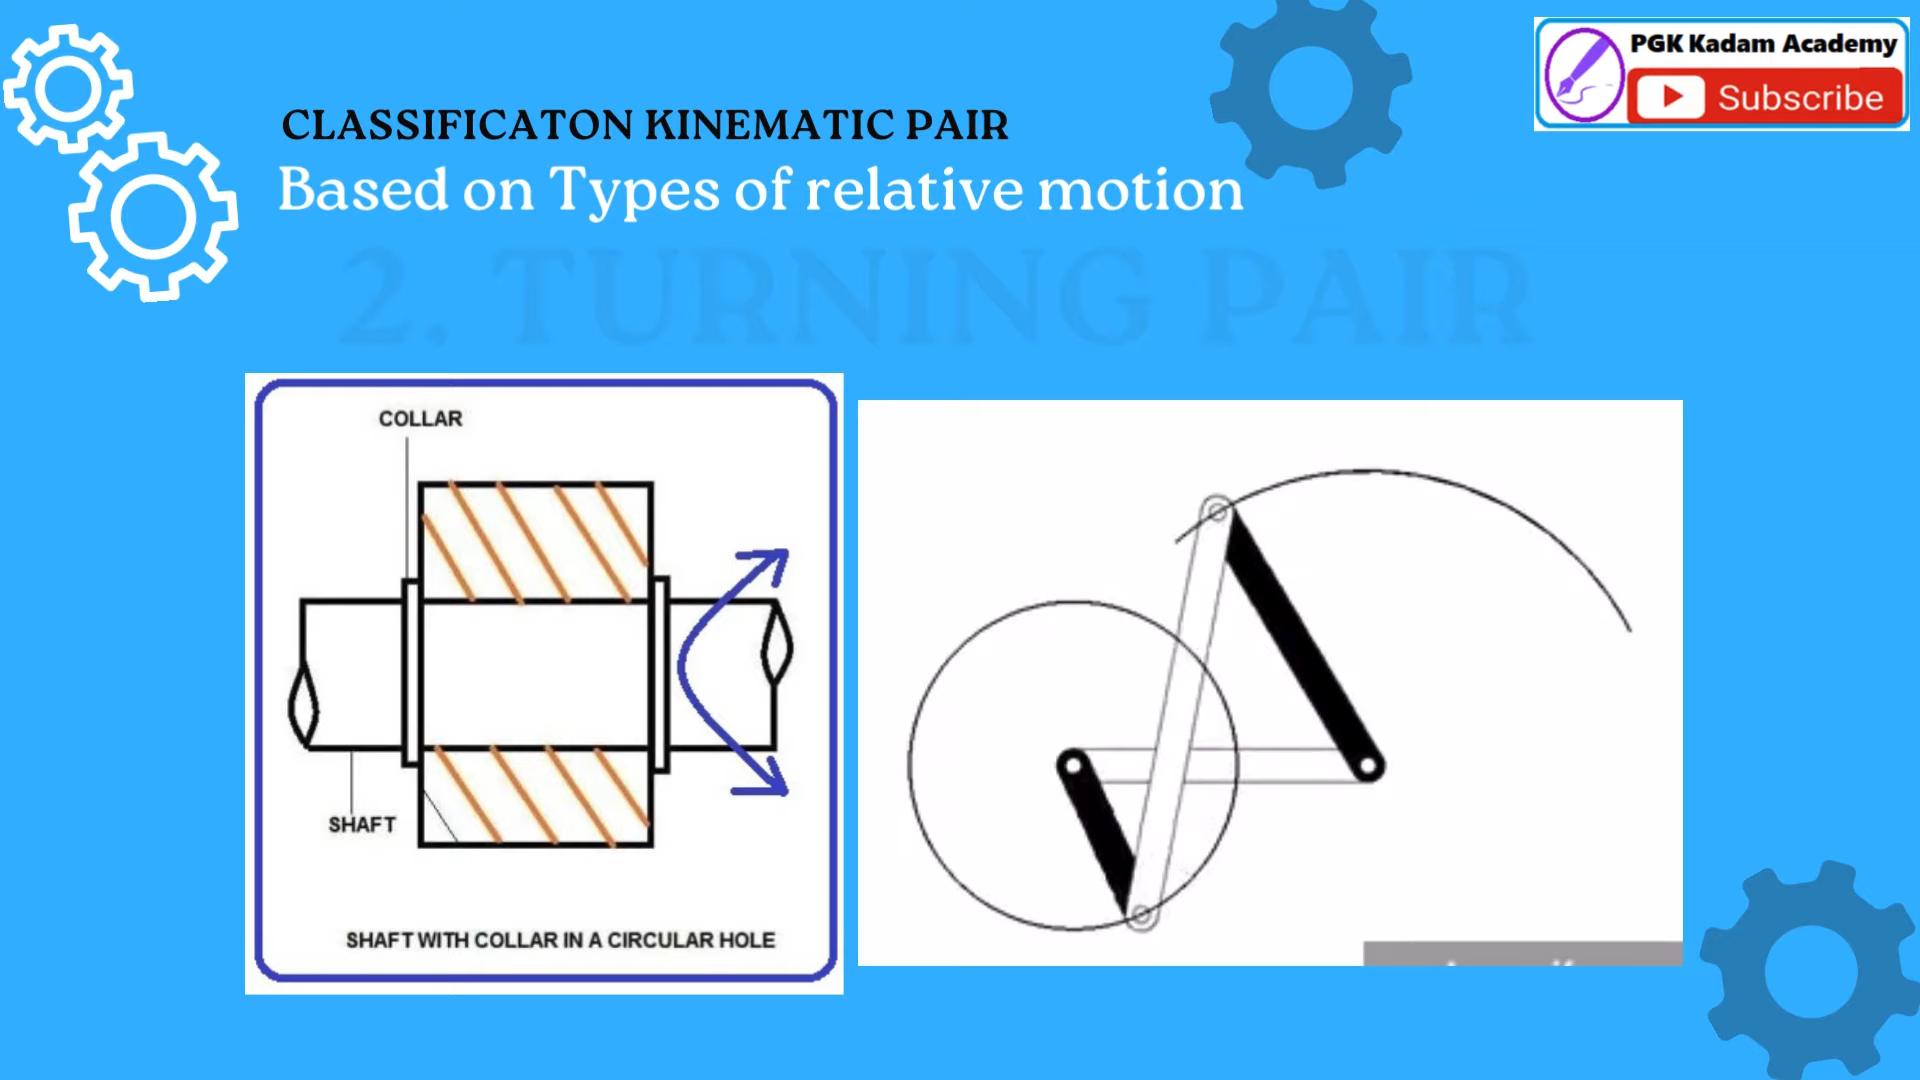 PGK Kadam Academy
Subscribe
CLASSIFICATON KINEMATIC PAIR
Based on Types of relative motion
2. TURNING PAIR
COLLAR
SHAFT
SHAFT WITH COLLAR IN A CIRCULAR HOLE